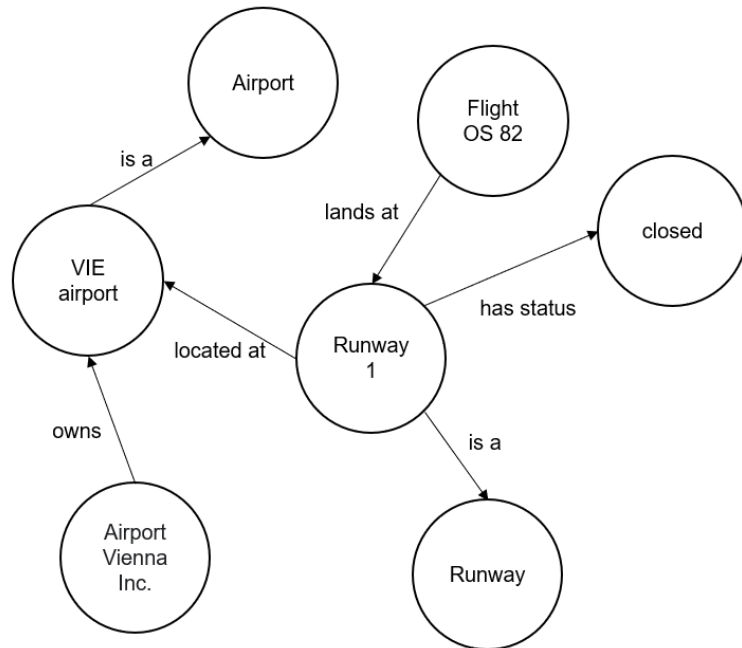 Airport
Flight
OS 82
is a
lands at
closed
VIE
airport
has status
located at
Runway
1
owns
is a
Airport
Vienna
Inc.
Runway